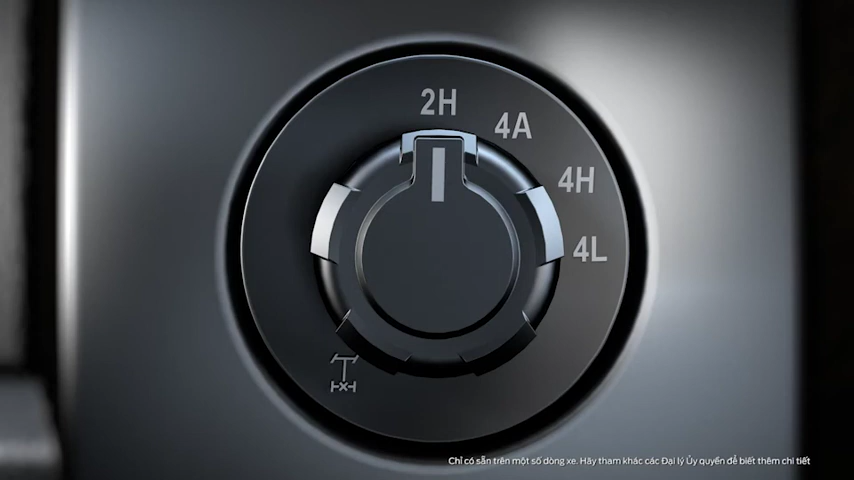 2H
4A
4H
4L
Chỉ có sẵn trên một số dòng xe. Hãy tham khảo các Đại lý Ủy quyền để biết thêm chi tiết